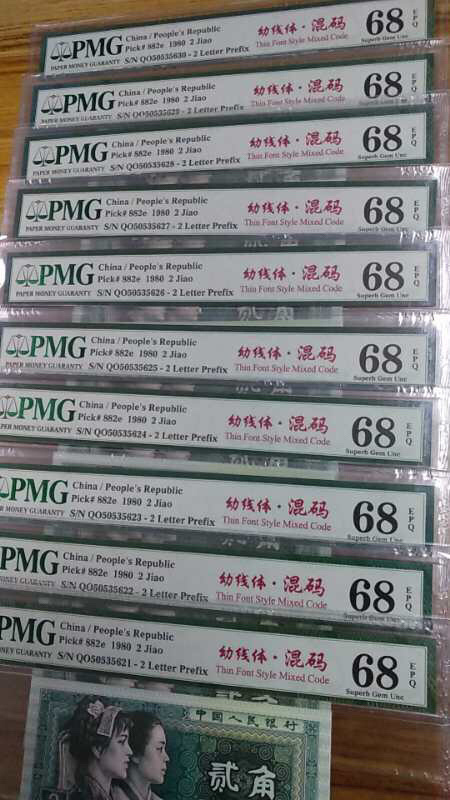 PMG
PAPER MONEY GUARANTY
China / People's Republic
Pick# 882e 1980 2 Jiao
S/N QO50535630 - 2 Letter Prefix
幼线体·混码
Thin Font Style Mixed Code
68 EPQ
Superb Gem Unc
PMG
PAPER MONEY GUARANTY
China / People's Republic
Pick# 882e 1980 2 Jiao
S/N QO50535629 - 2 Letter Prefix
幼线体·混码
Thin Font Style Mixed Code
68 EPQ
Superb Gem Unc
PMG
PAPER MONEY GUARANTY
China / People's Republic
Pick# 882e 1980 2 Jiao
S/N QO50535628 - 2 Letter Prefix
幼线体·混码
Thin Font Style Mixed Code
68 EPQ
Superb Gem Unc
PMG
PAPER MONEY GUARANTY
China / People's Republic
Pick# 882e 1980 2 Jiao
S/N QO50535627 - 2 Letter Prefix
幼线体·混码
Thin Font Style Mixed Code
68 EPQ
Superb Gem Unc
PMG
PAPER MONEY GUARANTY
China / People's Republic
Pick# 882e 1980 2 Jiao
S/N QO50535626 - 2 Letter Prefix
幼线体·混码
Thin Font Style Mixed Code
68 EPQ
Superb Gem Unc
贰角
PMG
PAPER MONEY GUARANTY
China / People's Republic
Pick# 882e 1980 2 Jiao
S/N QO50535625 - 2 Letter Prefix
幼线体·混码
Thin Font Style Mixed Code
68 EPQ
Superb Gem Unc
PMG
PAPER MONEY GUARANTY
China / People's Republic
Pick# 882e 1980 2 Jiao
S/N QO50535624 - 2 Letter Prefix
幼线体·混码
Thin Font Style Mixed Code
68 EPQ
Superb Gem Unc
PMG
PAPER MONEY GUARANTY
China / People's Republic
Pick# 882e 1980 2 Jiao
S/N QO50535623 - 2 Letter Prefix
幼线体·混码
Thin Font Style Mixed Code
68 EPQ
Superb Gem Unc
PMG
MONEY GUARANTY
China / People's Republic
Pick# 882e 1980 2 Jiao
S/N QO50535622 - 2 Letter Prefix
幼线体·混码
Thin Font Style Mixed Code
68 EPQ
Superb Gem Unc
PMG
MONEY GUARANTY
China / People's Republic
Pick# 882e 1980 2 Jiao
S/N QO50535621 - 2 Letter Prefix
幼线体·混码
Thin Font Style Mixed Code
68 EPQ
Superb Gem Unc
中国人民银行
贰角